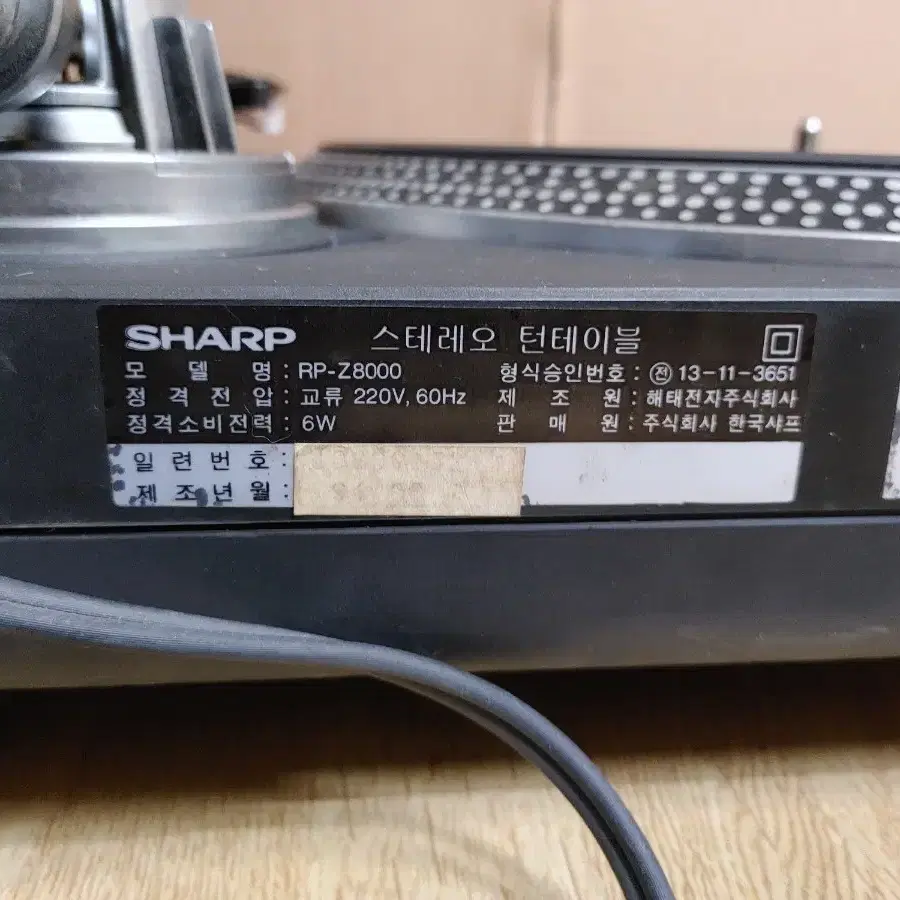 SHARP 스테레오 턴테이블
모 델 명 : RP-Z8000 형식승인번호 : 전 13-11-3651
정 격 전 압 : 교류 220V, 60Hz 제 조 원 : 해태전자주식회사
정격소비전력 : 6W 판 매 원 : 주식회사 한국샤프
일 련 번 호 :
제 조 년 월 :